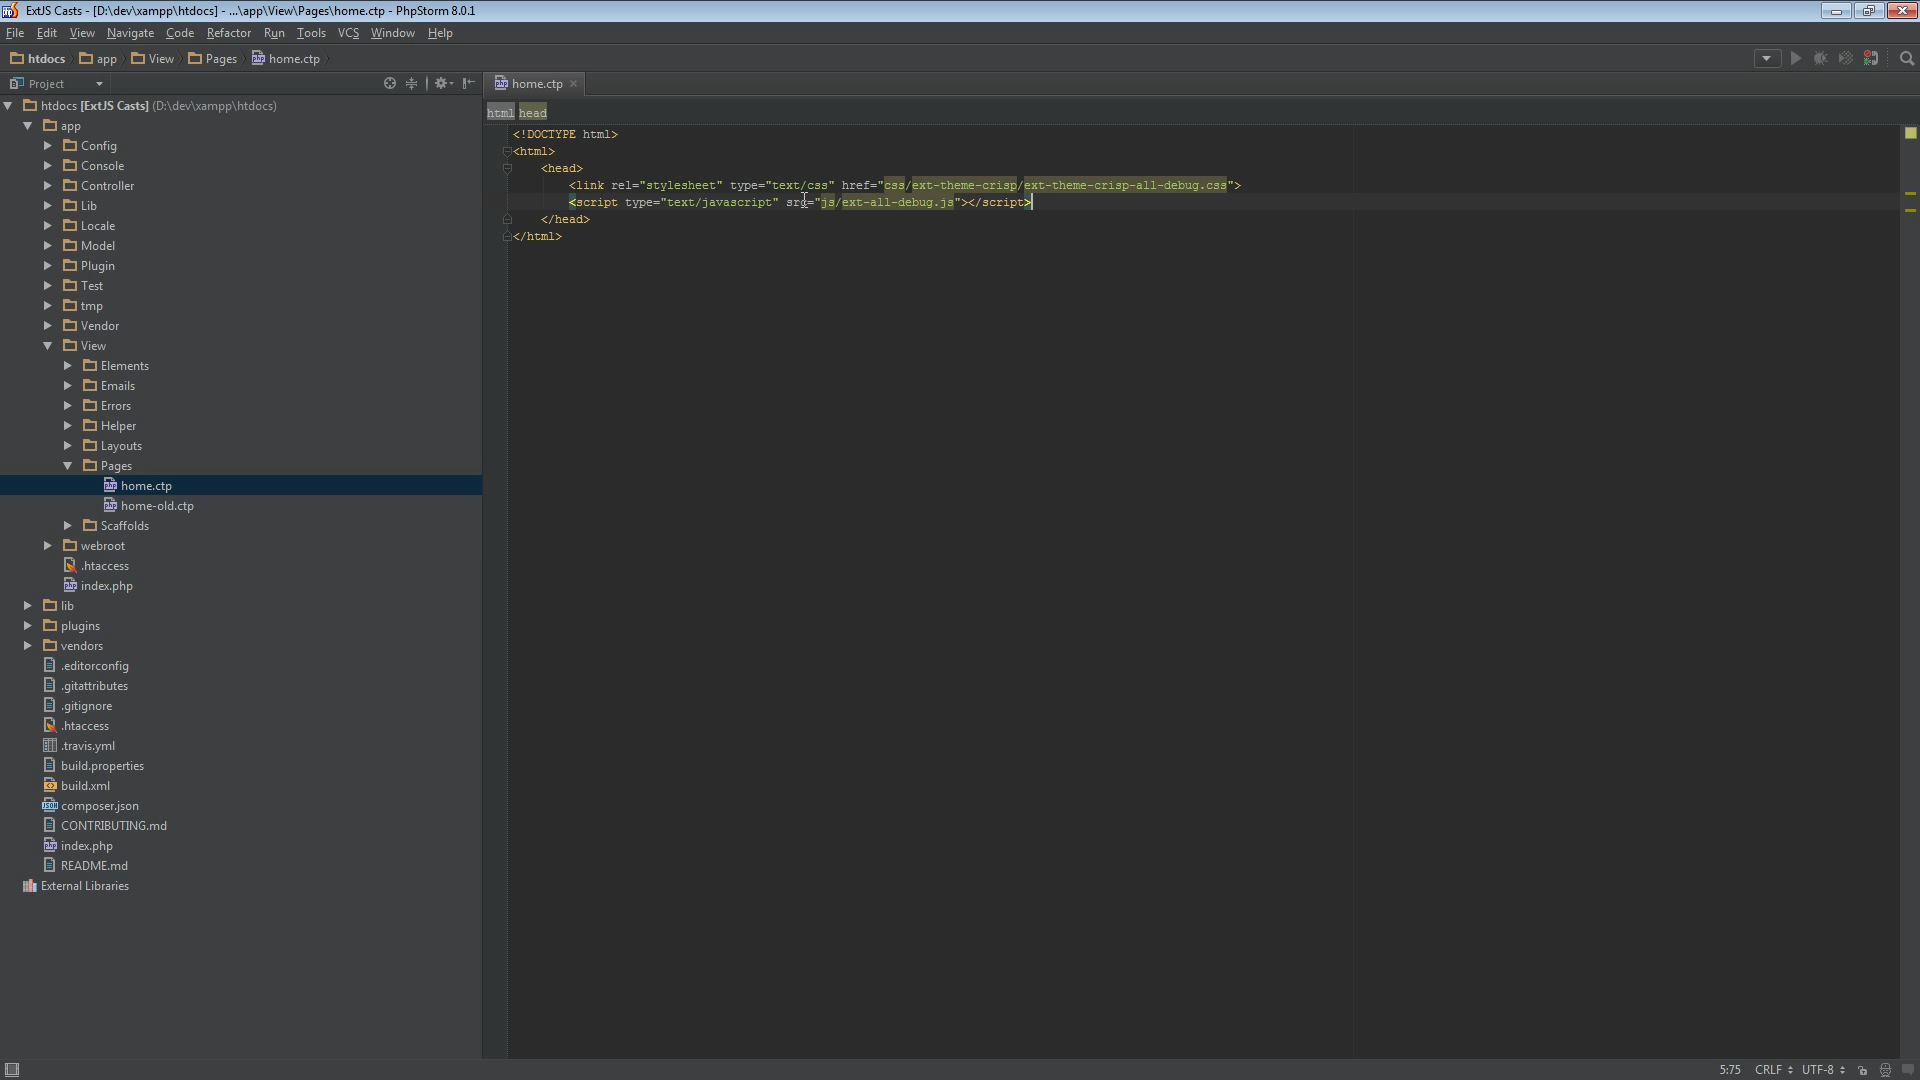 ExtJS Casts - [D:\dev\xampp\htdocs] - ...\app\View\Pages\home.ctp - PhpStorm 8.0.1
File Edit View Navigate Code Refactor Run Tools VCS Window Help
htdocs app View Pages home.ctp
Project
home.ctp
htdocs [ExtJS Casts] (D:\dev\xampp\htdocs)
app
Config
Console
Controller
Lib
Locale
Model
Plugin
Test
tmp
Vendor
View
Elements
Emails
Errors
Helper
Layouts
Pages
home.ctp
home-old.ctp
Scaffolds
webroot
.htaccess
index.php
lib
plugins
vendors
.editorconfig
.gitattributes
.gitignore
.htaccess
.travis.yml
build.properties
build.xml
composer.json
CONTRIBUTING.md
index.php
README.md
External Libraries
html head
<!DOCTYPE html>
<html>
<head>
<link rel="stylesheet" type="text/css" href="css/ext-theme-crisp/ext-theme-crisp-all-debug.css">
<script type="text/javascript" src="js/ext-all-debug.js"></script>
</head>
</html>
5:75 CRLF UTF-8